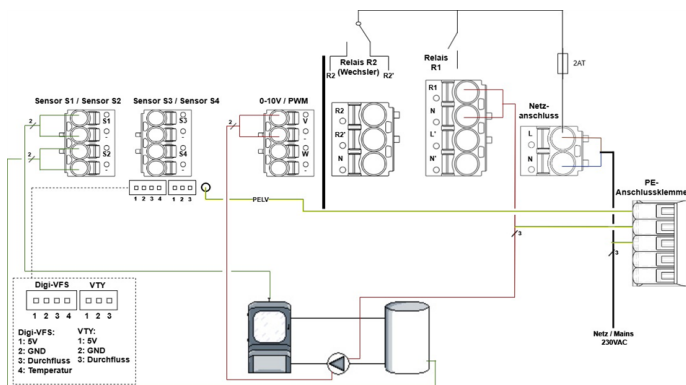 Relais R2
(Wechsler)
R2
R2'
Relais
R1
2AT
Sensor S1 / Sensor S2
Sensor S3 / Sensor S4
0-10V / PWM
Netz-
anschluss
S1
-
S2
-
2
2
S3
-
S4
-
V
-
W
-
2
R2
R2'
N
R1
N
L'
N'
L
N
PE-
Anschlussklemme
1 2 3 4
1 2 3
PELV
3
3
Digi-VFS
VTY
1 2 3 4
1 2 3
Digi-VFS:
1: 5V
2: GND
3: Durchfluss
4: Temperatur
VTY:
1: 5V
2: GND
3: Durchfluss
Netz / Mains
230VAC